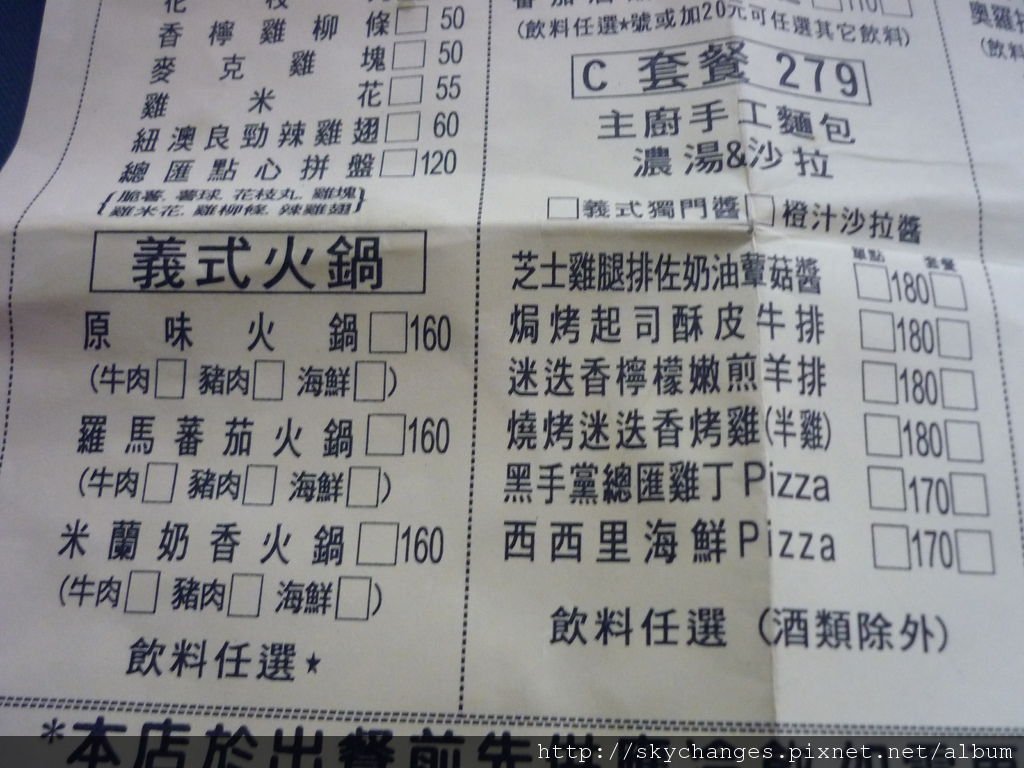 香檸雞柳條 50
麥克雞塊 50
雞米花 55
紐澳良勁辣雞翅 60
總匯點心拼盤 120
{脆薯, 薯球, 花枝丸, 雞塊
雞米花, 雞柳條, 辣雞翅}
義式火鍋
原味火鍋 160
(牛肉 豬肉 海鮮)
羅馬蕃茄火鍋 160
(牛肉 豬肉 海鮮)
米蘭奶香火鍋 160
(牛肉 豬肉 海鮮)
飲料任選★
(飲料任選★號或加20元可任選其它飲料)
C 套餐 279
主廚手工麵包
濃湯&沙拉
義式獨門醬 橙汁沙拉醬
單點 套餐
芝士雞腿排佐奶油蕈菇醬 180
焗烤起司酥皮牛排 180
迷迭香檸檬嫩煎羊排 180
燒烤迷迭香烤雞(半雞) 180
黑手黨總匯雞丁Pizza 170
西西里海鮮Pizza 170
飲料任選 (酒類除外)
*本店於出餐前先供應
http://skychanges.pixnet.net/album